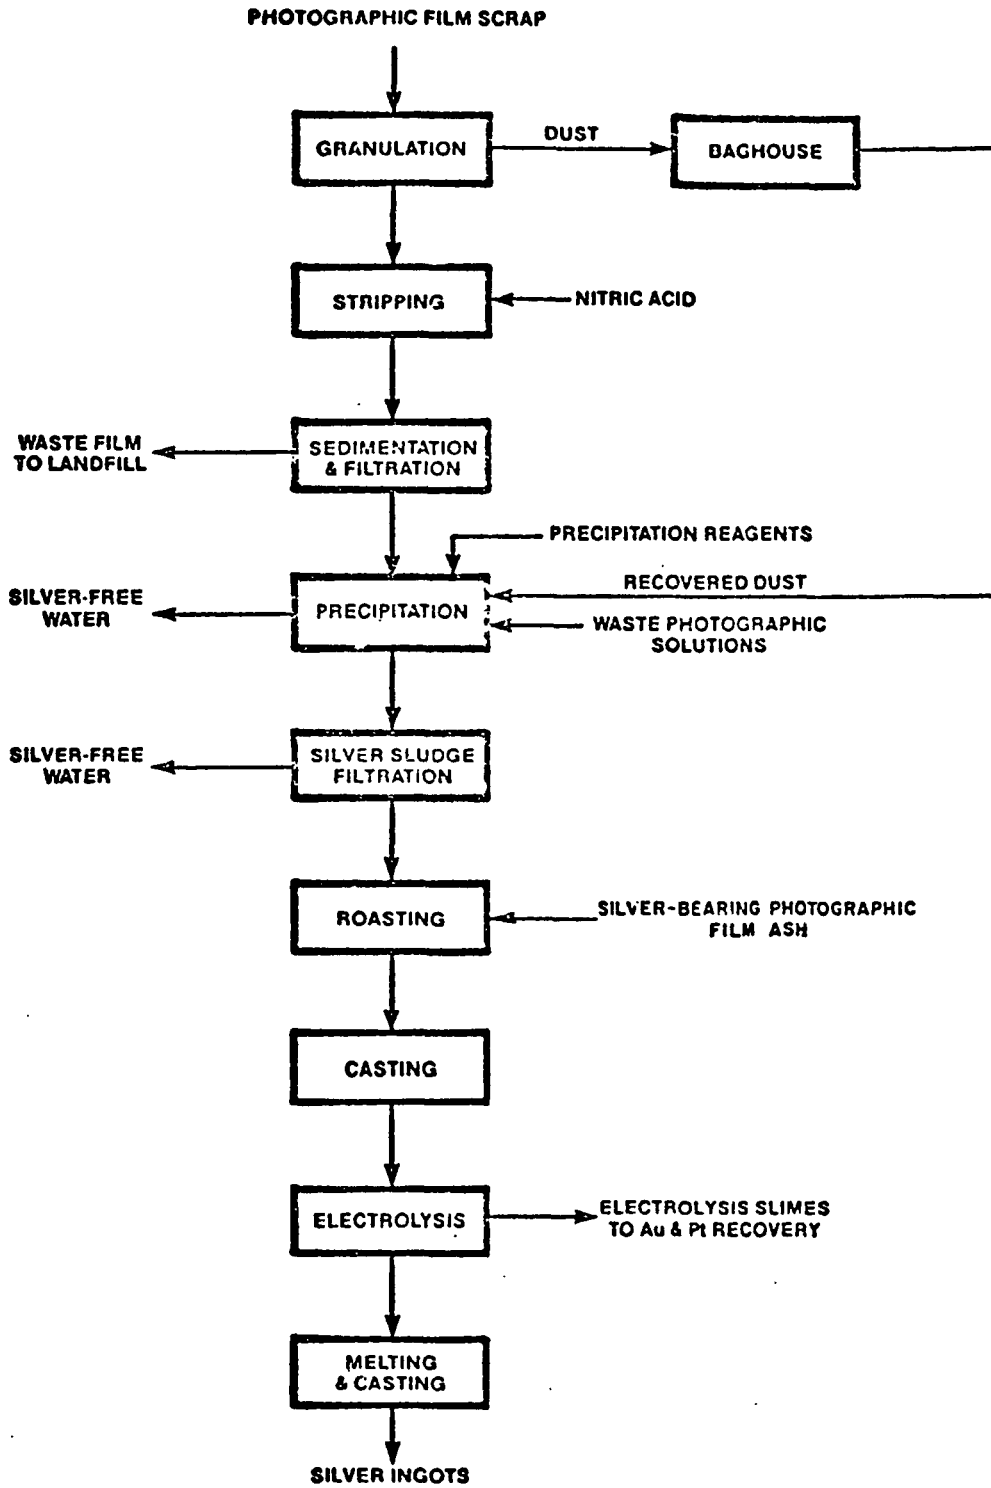 PHOTOGRAPHIC FILM SCRAP
GRANULATION
DUST
BAGHOUSE
STRIPPING
NITRIC ACID
WASTE FILM
TO LANDFILL
SEDIMENTATION
& FILTRATION
PRECIPITATION REAGENTS
SILVER-FREE
WATER
PRECIPITATION
RECOVERED DUST
WASTE PHOTOGRAPHIC
SOLUTIONS
SILVER-FREE
WATER
SILVER SLUDGE
FILTRATION
ROASTING
SILVER-BEARING PHOTOGRAPHIC
FILM ASH
CASTING
ELECTROLYSIS
ELECTROLYSIS SLIMES
TO Au & Pt RECOVERY
MELTING
& CASTING
SILVER INGOTS